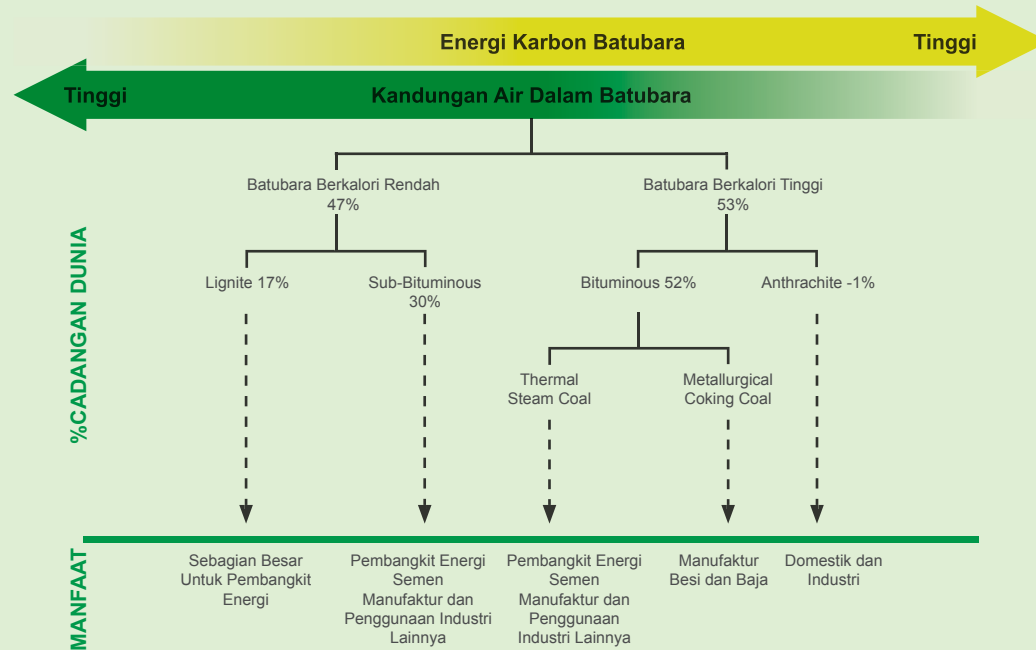 Energi Karbon Batubara Tinggi
Tinggi Kandungan Air Dalam Batubara
Batubara Berkalori Rendah
47%
Batubara Berkalori Tinggi
53%
%CADANGAN DUNIA
Lignite 17%
Sub-Bituminous
30%
Bituminous 52%
Anthrachite -1%
Thermal
Steam Coal
Metallurgical
Coking Coal
MANFAAT
Sebagian Besar
Untuk Pembangkit
Energi
Pembangkit Energi
Semen
Manufaktur dan
Penggunaan Industri
Lainnya
Pembangkit Energi
Semen
Manufaktur dan
Penggunaan
Industri Lainnya
Manufaktur
Besi dan Baja
Domestik dan
Industri